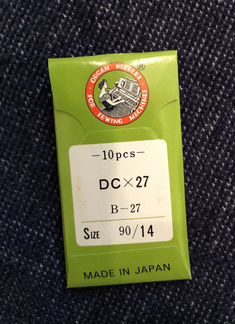 ORGAN NEEDLES
FOR SEWING MACHINES
®
-10pcs-
DC×27
B-27
SIZE 90/14
MADE IN JAPAN